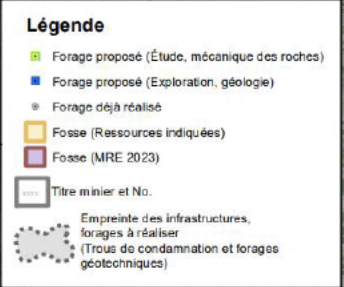 Légende
Forage proposé (Étude, mécanique des roches)
Forage proposé (Exploration, géologie)
Forage déjà réalisé
Fosse (Ressources indiquées)
Fosse (MRE 2023)
Titre minier et No.
Empreinte des infrastructures,
forages à réaliser
(Trous de condamnation et forages
géotechniques)